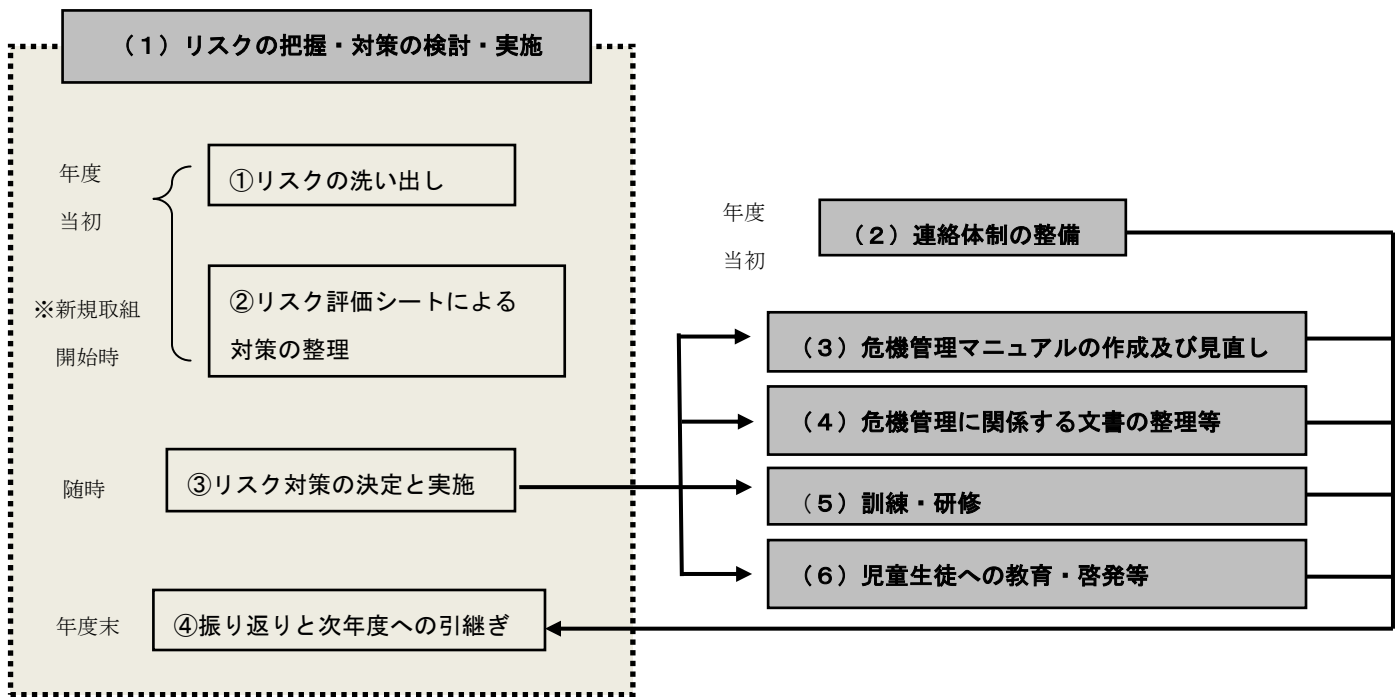 （１）リスクの把握・対策の検討・実施
年度
当初
①リスクの洗い出し
※新規取組
開始時
②リスク評価シートによる
対策の整理
随時
③リスク対策の決定と実施
年度末
④振り返りと次年度への引継ぎ
年度
当初
（２）連絡体制の整備
（３）危機管理マニュアルの作成及び見直し
（４）危機管理に関係する文書の整理等
（５）訓練・研修
（６）児童生徒への教育・啓発等